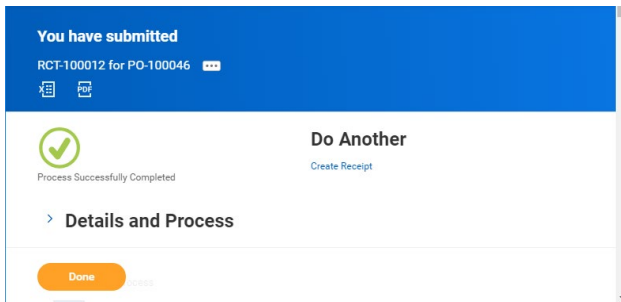 You have submitted
RCT-100012 for PO-100046
X
PDF
Do Another
Create Receipt
Process Successfully Completed
Details and Process
Done